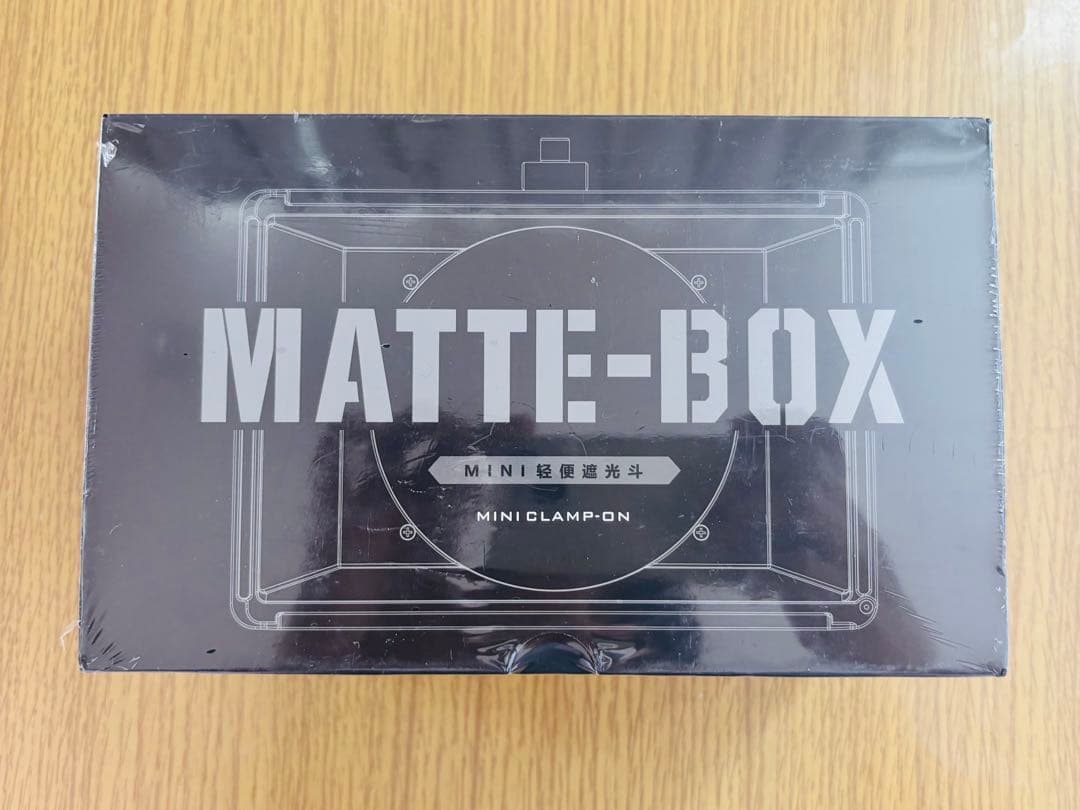 MATTE-BOX
MINI轻便遮光斗
MINI CLAMP-ON